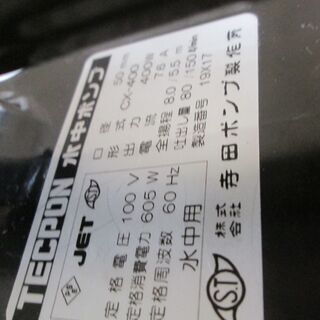 TECPON 水中ポンプ
口径 50 mm
形式 CX-400
出力 400W
電流 7.6 A
全揚程 8.0 / 5.5 m
吐出し量 80 / 150 ℓ/min
製造番号 19X17
JET
定格電圧 100 V
定格消費電力 605 W
定格周波数 60 Hz
水中用
株式会社 寺田ポンプ製作所